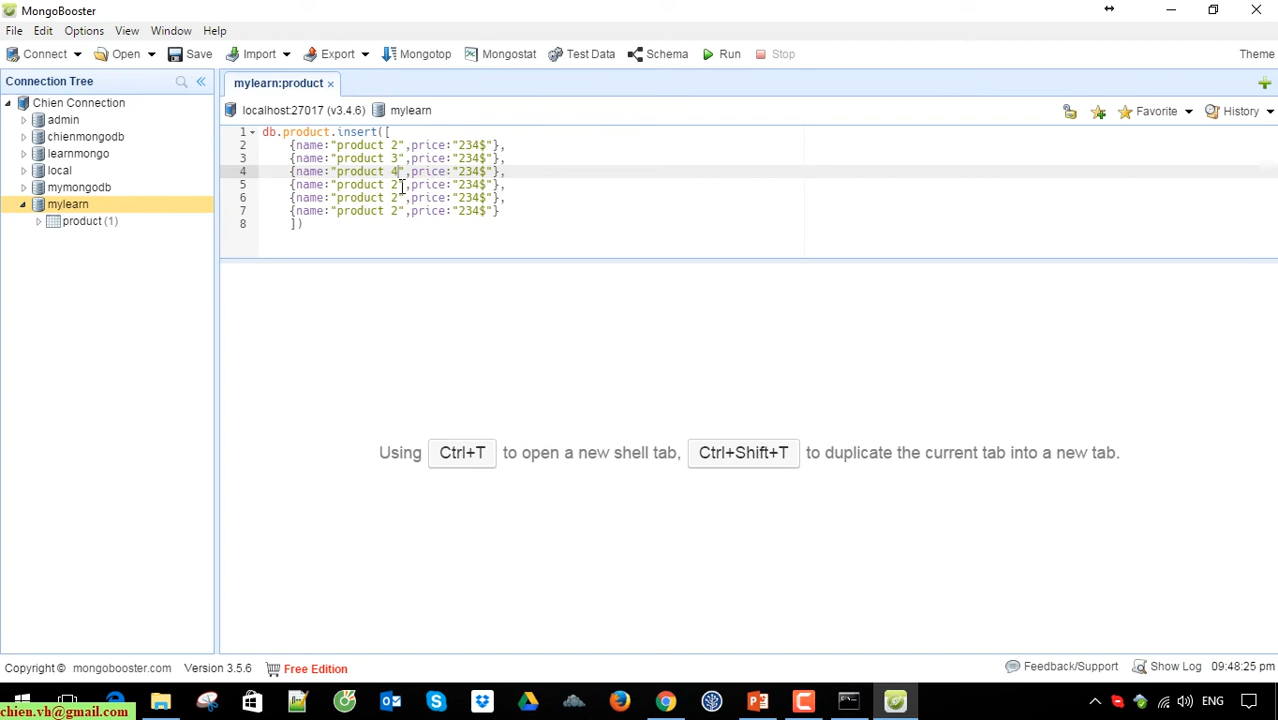 MongoBooster
File Edit Options View Window Help
Connect Open Save Import Export Mongotop Mongostat Test Data Schema Run Stop Theme
Connection Tree
Chien Connection
admin
chienmongodb
learnmongo
local
mymongodb
mylearn
product (1)
mylearn:product ×
localhost:27017 (v3.4.6) mylearn Favorite History
1 db.product.insert([
2 {name:"product 2",price:"234$"},
3 {name:"product 3",price:"234$"},
4 {name:"product 4",price:"234$"},
5 {name:"product 2",price:"234$"},
6 {name:"product 2",price:"234$"},
7 {name:"product 2",price:"234$"}
8 ])
Using Ctrl+T to open a new shell tab, Ctrl+Shift+T to duplicate the current tab into a new tab.
Copyright © mongobooster.com Version 3.5.6 Free Edition Feedback/Support Show Log 09:48:25 pm
ENG
chien.vh@gmail.com